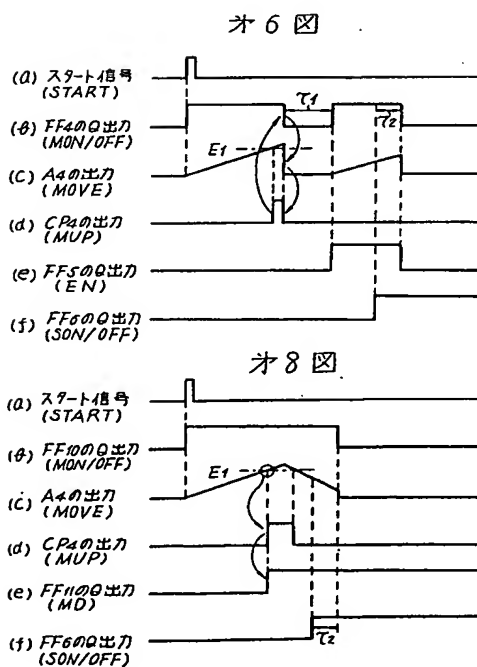 オ6図
(a) スタート信号
(START)
τ1
(b) FF4のQ出力
(MON/OFF)
τ2
E1
(c) A4の出力
(MOVE)
(d) CP4の出力
(MUP)
(e) FF5のQ出力
(EN)
(f) FF6のQ出力
(SON/OFF)
オ8図
(a) スタート信号
(START)
(b) FF10のQ出力
(MON/OFF)
E1
(c) A4の出力
(MOVE)
(d) CP4の出力
(MUP)
(e) FF11のQ出力
(MD)
(f) FF6のQ出力
(SON/OFF)
τ2